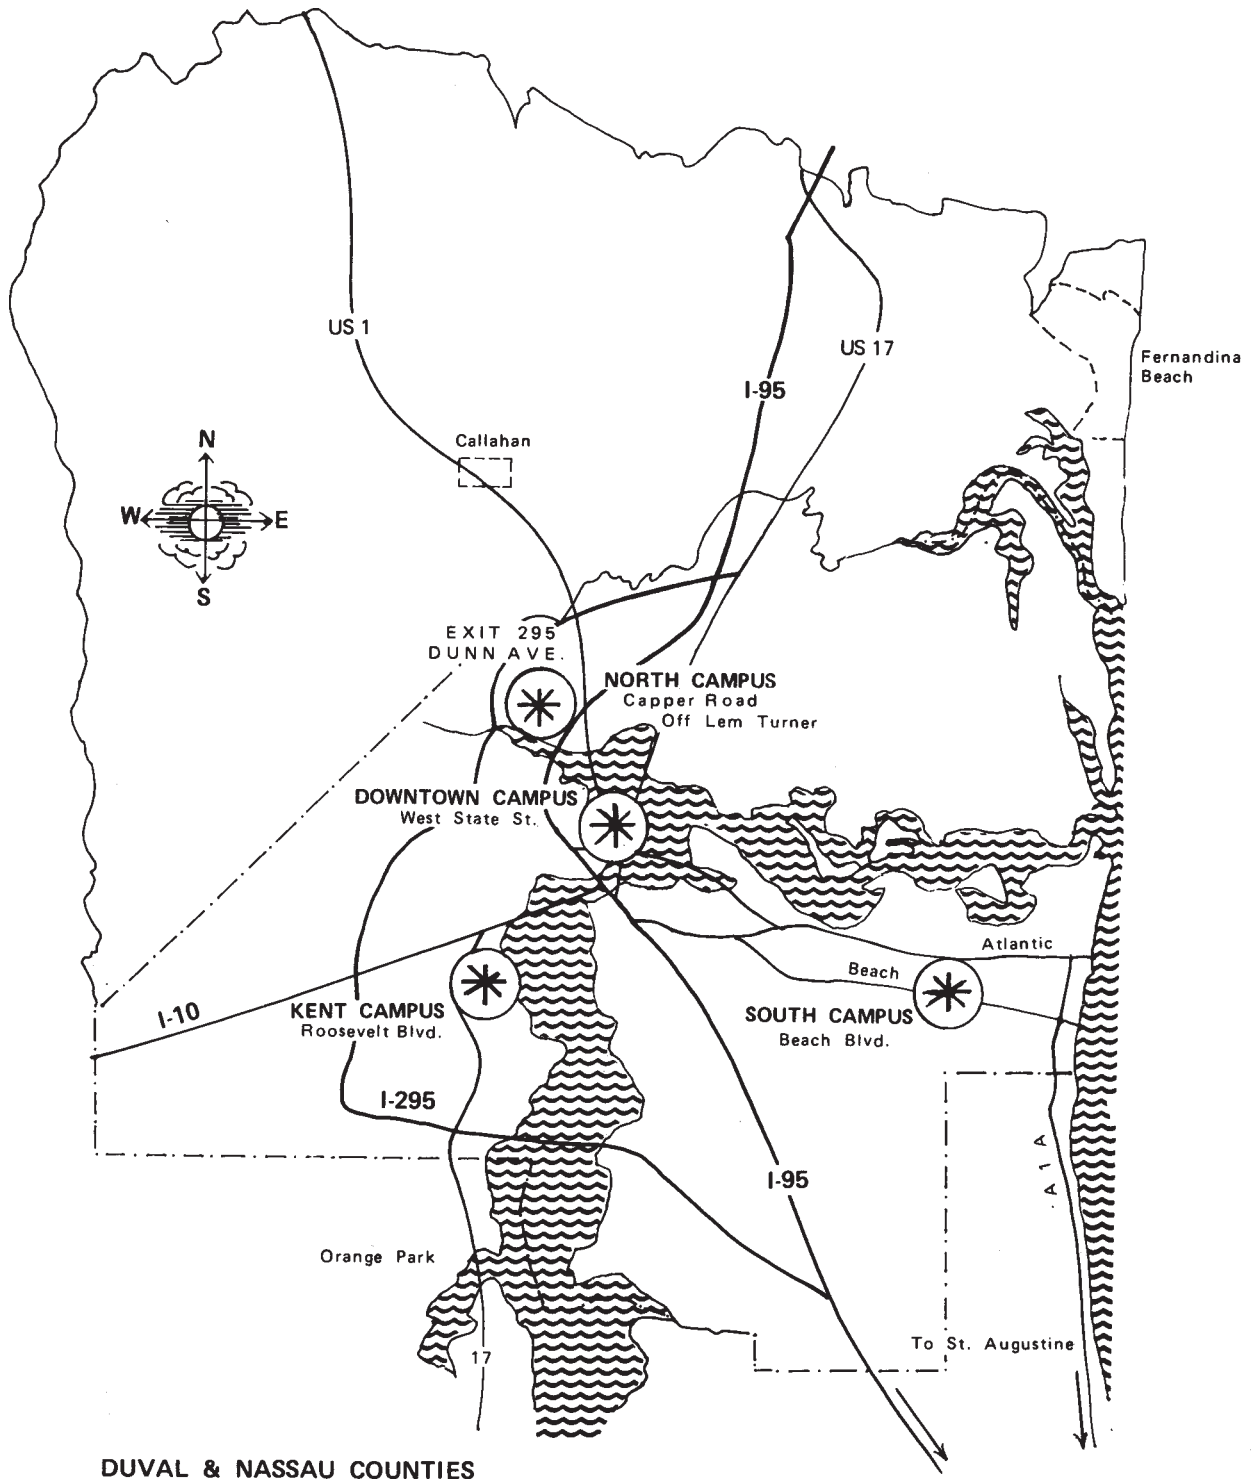 US 1
US 17
I-95
Fernandina
Beach
Callahan
N
W
E
S
EXIT 295
DUNN AVE.
NORTH CAMPUS
Capper Road
Off Lem Turner
DOWNTOWN CAMPUS
West State St.
Atlantic
Beach
I-10
KENT CAMPUS
Roosevelt Blvd.
SOUTH CAMPUS
Beach Blvd.
I-295
A 1 A
I-95
Orange Park
To St. Augustine
17
DUVAL & NASSAU COUNTIES